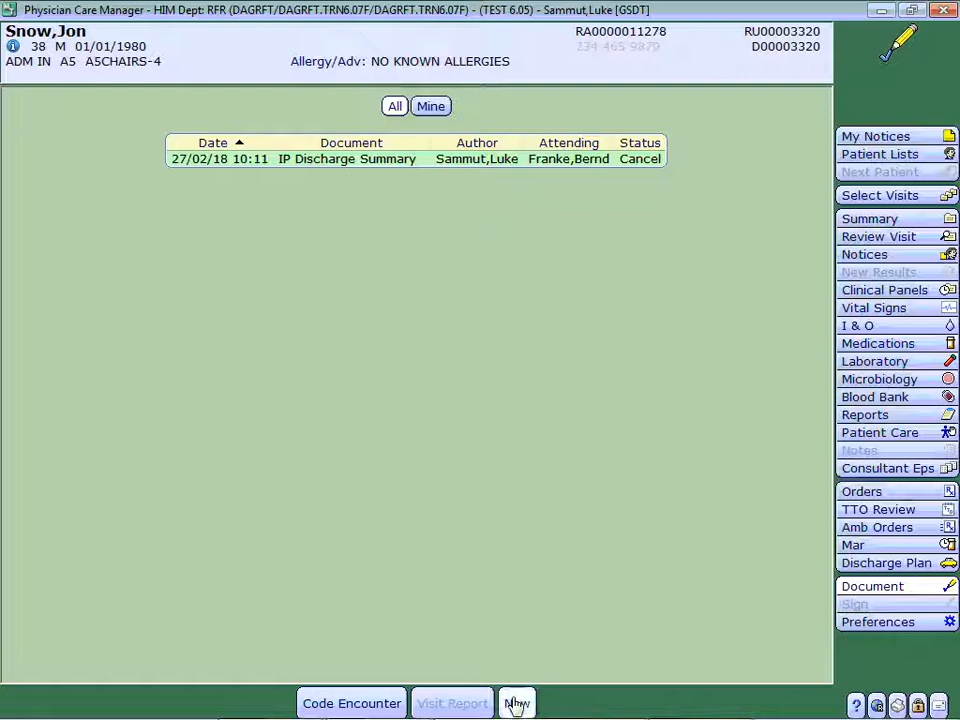 Physician Care Manager - HIM Dept: RFR (DAGRFT/DAGRFT.TRN6.07F/DAGRFT.TRN6.07F) - (TEST 6.05) - Sammut,Luke [GSDT]
Snow,Jon
38 M 01/01/1980
ADM IN A5 A5CHAIRS-4
Allergy/Adv: NO KNOWN ALLERGIES
RA0000011278
234 465 9879
RU00003320
D00003320
All Mine
Date Document Author Attending Status
27/02/18 10:11 IP Discharge Summary Sammut,Luke Franke,Bernd Cancel
My Notices
Patient Lists
Next Patient
Select Visits
Summary
Review Visit
Notices
New Results
Clinical Panels
Vital Signs
I & O
Medications
Laboratory
Microbiology
Blood Bank
Reports
Patient Care
Notes
Consultant Eps
Orders
TTO Review
Amb Orders
Mar
Discharge Plan
Document
Sign
Preferences
Code Encounter Visit Report New